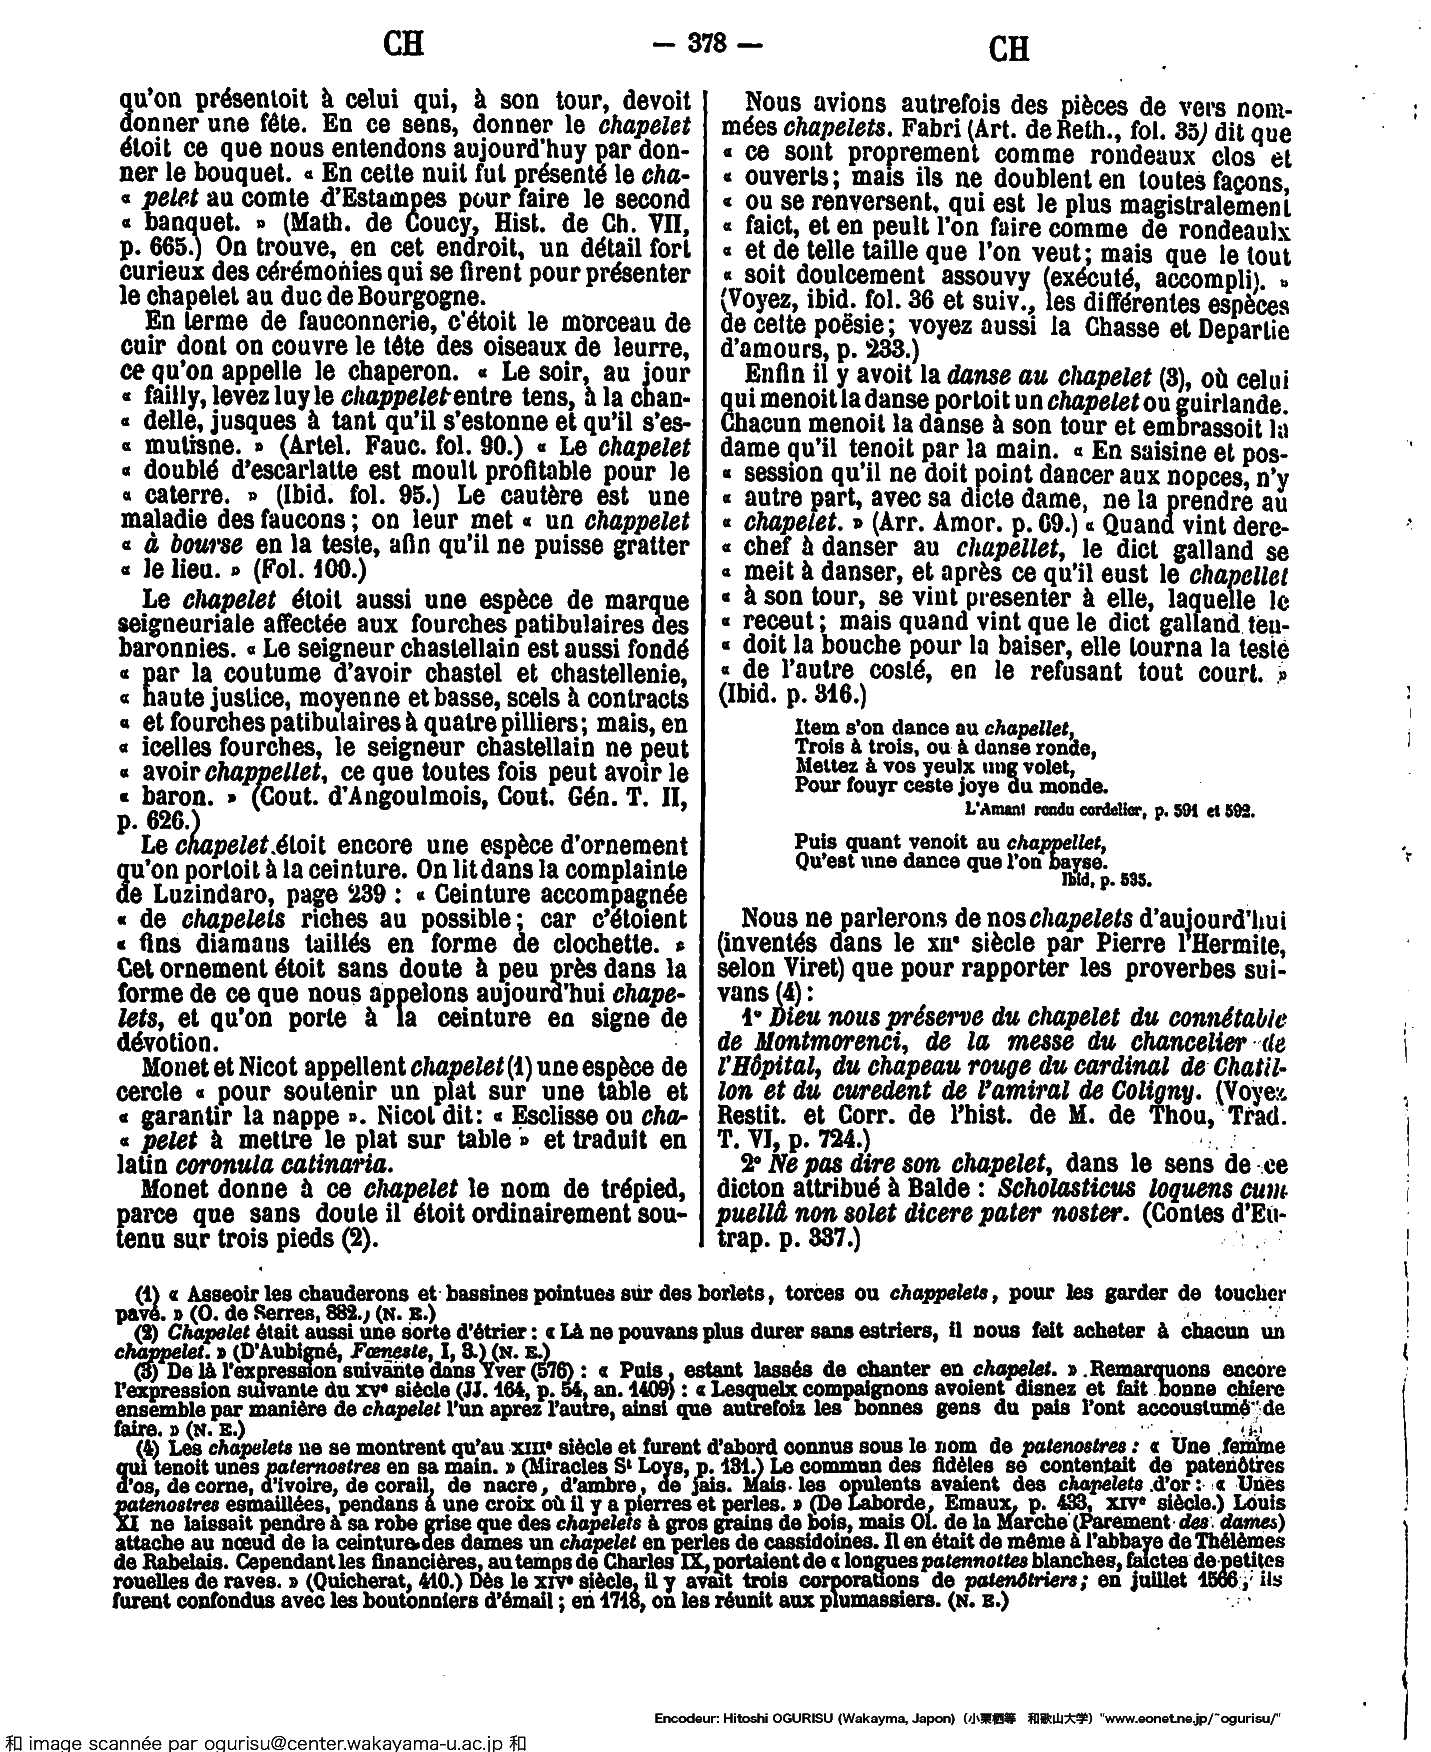 CH
— 378 —
CH
qu'on présentoit à celui qui, à son tour, devoit
donner une fête. En ce sens, donner le chapelet
étoit ce que nous entendons aujourd'huy par don-
ner le bouquet. « En cette nuit fut présenté le cha-
« pelet au comte d'Estampes pour faire le second
« banquet. » (Math. de Coucy, Hist. de Ch. VII,
p. 665.) On trouve, en cet endroit, un détail fort
curieux des cérémonies qui se firent pour présenter
le chapelet au duc de Bourgogne.
En terme de fauconnerie, c'étoit le morceau de
cuir dont on couvre le tête des oiseaux de leurre,
ce qu'on appelle le chaperon. « Le soir, au jour
« failly, levez luy le chappelet entre tens, à la chan-
« delle, jusques à tant qu'il s'estonne et qu'il s'es-
« mutisne. » (Artel. Fauc. fol. 90.) « Le chapelet
« doublé d'escarlatte est moult profitable pour le
« caterre. » (Ibid. fol. 95.) Le cautère est une
maladie des faucons ; on leur met « un chappelet
« à bourse en la teste, afin qu'il ne puisse gratter
« le lieu. » (Fol. 100.)
Le chapelet étoit aussi une espèce de marque
seigneuriale affectée aux fourches patibulaires des
baronnies. « Le seigneur chastellain est aussi fondé
« par la coutume d'avoir chastel et chastellenie,
« haute justice, moyenne et basse, scels à contracts
« et fourches patibulaires à quatre pilliers ; mais, en
« icelles fourches, le seigneur chastellain ne peut
« avoir chappellet, ce que toutes fois peut avoir le
« baron. » (Cout. d'Angoulmois, Cout. Gén. T. II,
p. 626.)
Le chapelet étoit encore une espèce d'ornement
qu'on portoit à la ceinture. On lit dans la complainte
de Luzindaro, page 239 : « Ceinture accompagnée
« de chapelets riches au possible ; car c'étoient
« fins diamans taillés en forme de clochette. »
Cet ornement étoit sans doute à peu près dans la
forme de ce que nous appelons aujourd'hui chape-
lets, et qu'on porte à la ceinture en signe de
dévotion.
Monet et Nicot appellent chapelet (1) une espèce de
cercle « pour soutenir un plat sur une table et
« garantir la nappe ». Nicot dit : « Esclisse ou cha-
« pelet à mettre le plat sur table » et traduit en
latin coronula catinaria.
Monet donne à ce chapelet le nom de trépied,
parce que sans doute il étoit ordinairement sou-
tenu sur trois pieds (2).
Nous avions autrefois des pièces de vers nom-
mées chapelets. Fabri (Art. de Reth., fol. 35) dit que
« ce sont proprement comme rondeaux clos et
« ouverts ; mais ils ne doublent en toutes façons,
« ou se renversent, qui est le plus magistralement
« faict, et en peult l'on faire comme de rondeaulx
« et de telle taille que l'on veut ; mais que le tout
« soit doulcement assouvy (exécuté, accompli). »
(Voyez, ibid. fol. 36 et suiv., les différentes espèces
de cette poësie ; voyez aussi la Chasse et Departie
d'amours, p. 233.)
Enfin il y avoit la danse au chapelet (3), où celui
qui menoit la danse portoit un chapelet ou guirlande.
Chacun menoit la danse à son tour et embrassoit la
dame qu'il tenoit par la main. « En saisine et pos-
« session qu'il ne doit point dancer aux nopces, n'y
« autre part, avec sa dicte dame, ne la prendre au
« chapelet. » (Arr. Amor. p. 69.) « Quand vint dere-
« chef à danser au chapellet, le dict galland se
« meit à danser, et après ce qu'il eust le chapellet
« à son tour, se vint presenter à elle, laquelle le
« receut ; mais quand vint que le dict galland ten-
« doit la bouche pour la baiser, elle tourna la teste
« de l'autre costé, en le refusant tout court. »
(Ibid. p. 316.)
Item s'on dance au chapellet,
Trois à trois, ou à danse ronde,
Mettez à vos yeulx ung volet,
Pour fouyr ceste joye du monde.
L'Amant rendu cordelier, p. 591 et 592.
Puis quant venoit au chappellet,
Qu'est une dance que l'on bayse.
Ibid, p. 535.
Nous ne parlerons de nos chapelets d'aujourd'hui
(inventés dans le XIIe siècle par Pierre l'Hermite,
selon Viret) que pour rapporter les proverbes sui-
vans (4) :
1° Dieu nous préserve du chapelet du connétable
de Montmorenci, de la messe du chancelier de
l'Hôpital, du chapeau rouge du cardinal de Chatil-
lon et du curedent de l'amiral de Coligny. (Voyez
Restit. et Corr. de l'hist. de M. de Thou, Trad.
T. VI, p. 724.)
2° Ne pas dire son chapelet, dans le sens de ce
dicton attribué à Balde : Scholasticus loquens cum
puellâ non solet dicere pater noster. (Contes d'Eu-
trap. p. 337.)
(1) « Asseoir les chauderons et bassines pointues sur des borlets, torces ou chappelets, pour les garder de toucher
pavé. » (O. de Serres, 882.) (N. E.)
(2) Chapelet était aussi une sorte d'étrier : « Là ne pouvans plus durer sans estriers, il nous fait acheter à chacun un
chappelet. » (D'Aubigné, Fœneste, I, 3.) (N. E.)
(3) De là l'expression suivante dans Yver (576) : « Puis, estant lassés de chanter en chapelet. » Remarquons encore
l'expression suivante du XVe siècle (JJ. 164, p. 54, an. 1409) : « Lesquelx compaignons avoient disnez et fait bonne chiere
ensemble par manière de chapelet l'un aprez l'autre, ainsi que autrefoiz les bonnes gens du pais l'ont accoustumé de
faire. » (N. E.)
(4) Les chapelets ne se montrent qu'au XIIIe siècle et furent d'abord connus sous le nom de patenostres : « Une femme
qui tenoit unes paternostres en sa main. » (Miracles St Loys, p. 131.) Le commun des fidèles se contentait de patenôtres
d'os, de corne, d'ivoire, de corail, de nacre, d'ambre, de jais. Mais les opulents avaient des chapelets d'or : « Unes
patenostres esmaillées, pendans à une croix où il y a pierres et perles. » (De Laborde, Emaux, p. 433, XIVe siècle.) Louis
XI ne laissait pendre à sa robe grise que des chapelets à gros grains de bois, mais Ol. de la Marche (Parement des dames)
attache au nœud de la ceinture des dames un chapelet en perles de cassidoines. Il en était de même à l'abbaye de Thélèmes
de Rabelais. Cependant les financières, au temps de Charles IX, portaient de « longues patennottes blanches, faictes de petites
rouelles de raves. » (Quicherat, 410.) Dès le XIVe siècle, il y avait trois corporations de patenôtriers ; en juillet 1566, ils
furent confondus avec les boutonniers d'émail ; en 1718, on les réunit aux plumassiers. (N. E.)
Encodeur: Hitoshi OGURISU (Wakayma, Japon) (小栗栖等 和歌山大学) "www.eonet.ne.jp/~ogurisu/"
和 image scannée par ogurisu@center.wakayama-u.ac.jp 和